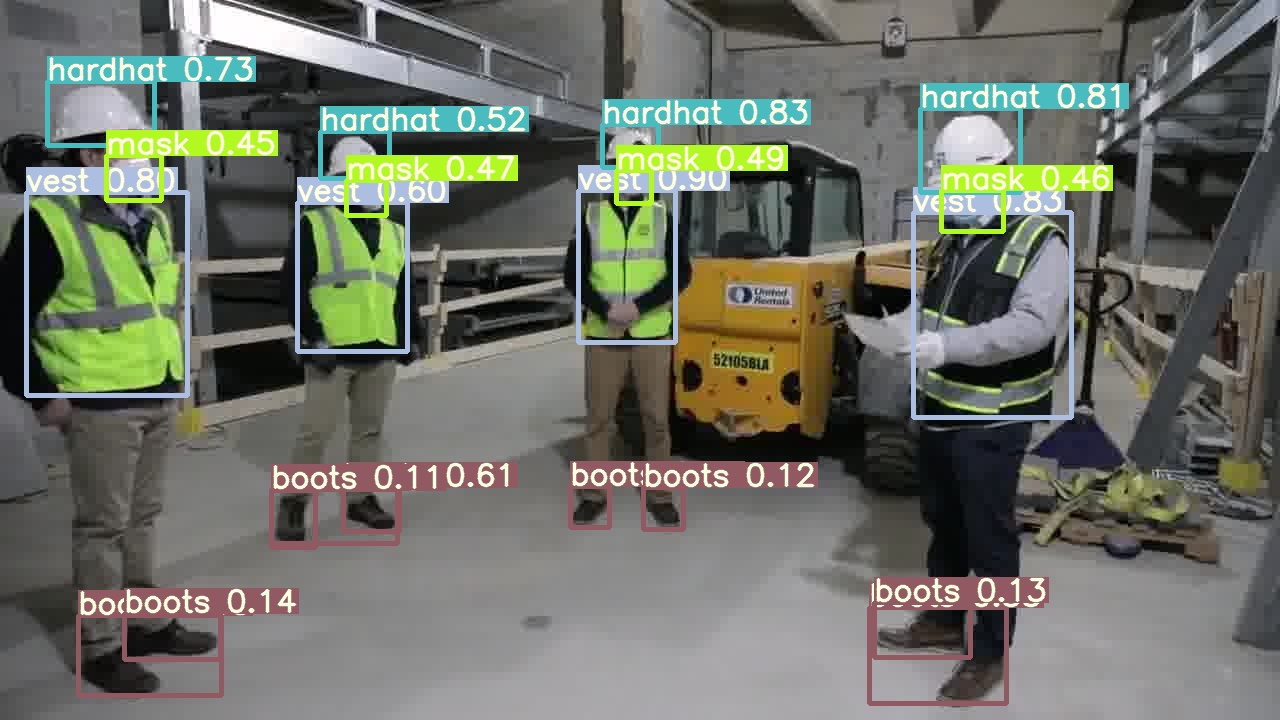 hardhat 0.73
hardhat 0.52
hardhat 0.83
hardhat 0.81
mask 0.45
mask 0.47
mask 0.49
mask 0.46
vest 0.80
vest 0.60
vest 0.90
vest 0.83
United
Rentals
52105BLA
boots 0.11
0.61
boots 0.12
boots 0.14
boots 0.13